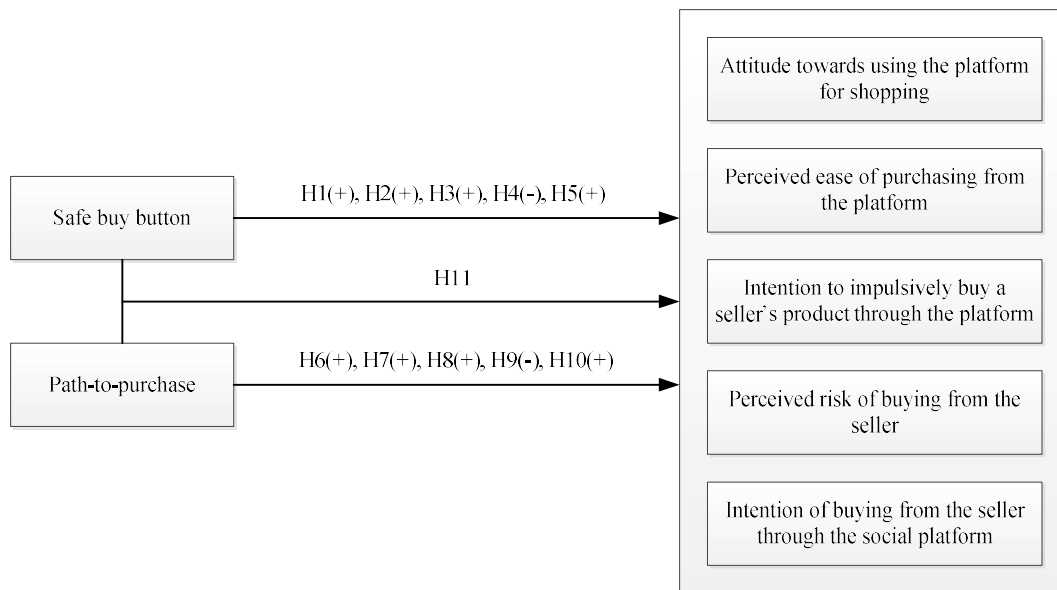 Safe buy button
Path-to-purchase
H1(+), H2(+), H3(+), H4(-), H5(+)
H11
H6(+), H7(+), H8(+), H9(-), H10(+)
Attitude towards using the platform
for shopping
Perceived ease of purchasing from
the platform
Intention to impulsively buy a
seller`s product through the platform
Perceived risk of buying from the
seller
Intention of buying from the seller
through the social platform